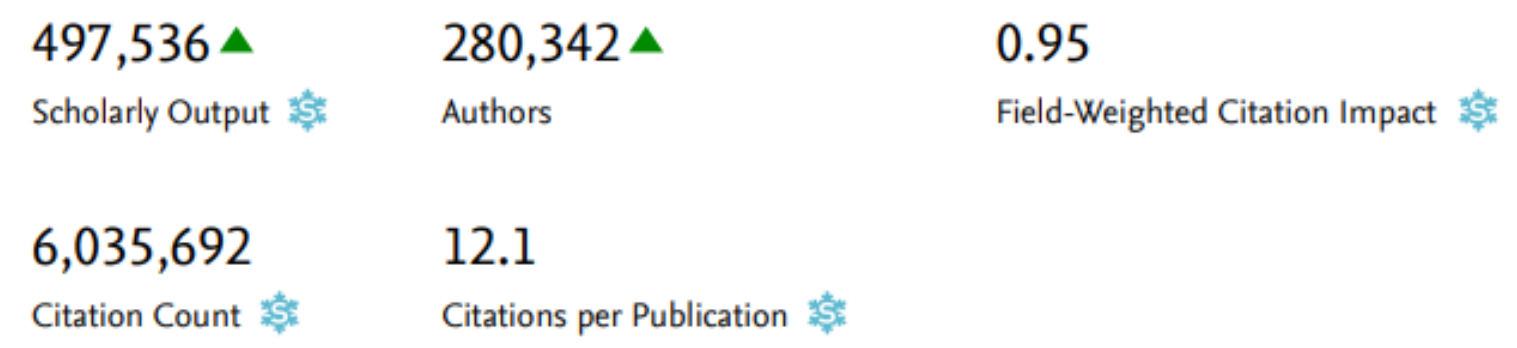 497,536
280,342
0.95
Scholarly Output
Authors
Field-Weighted Citation Impact
6,035,692
12.1
Citation Count
Citations per Publication